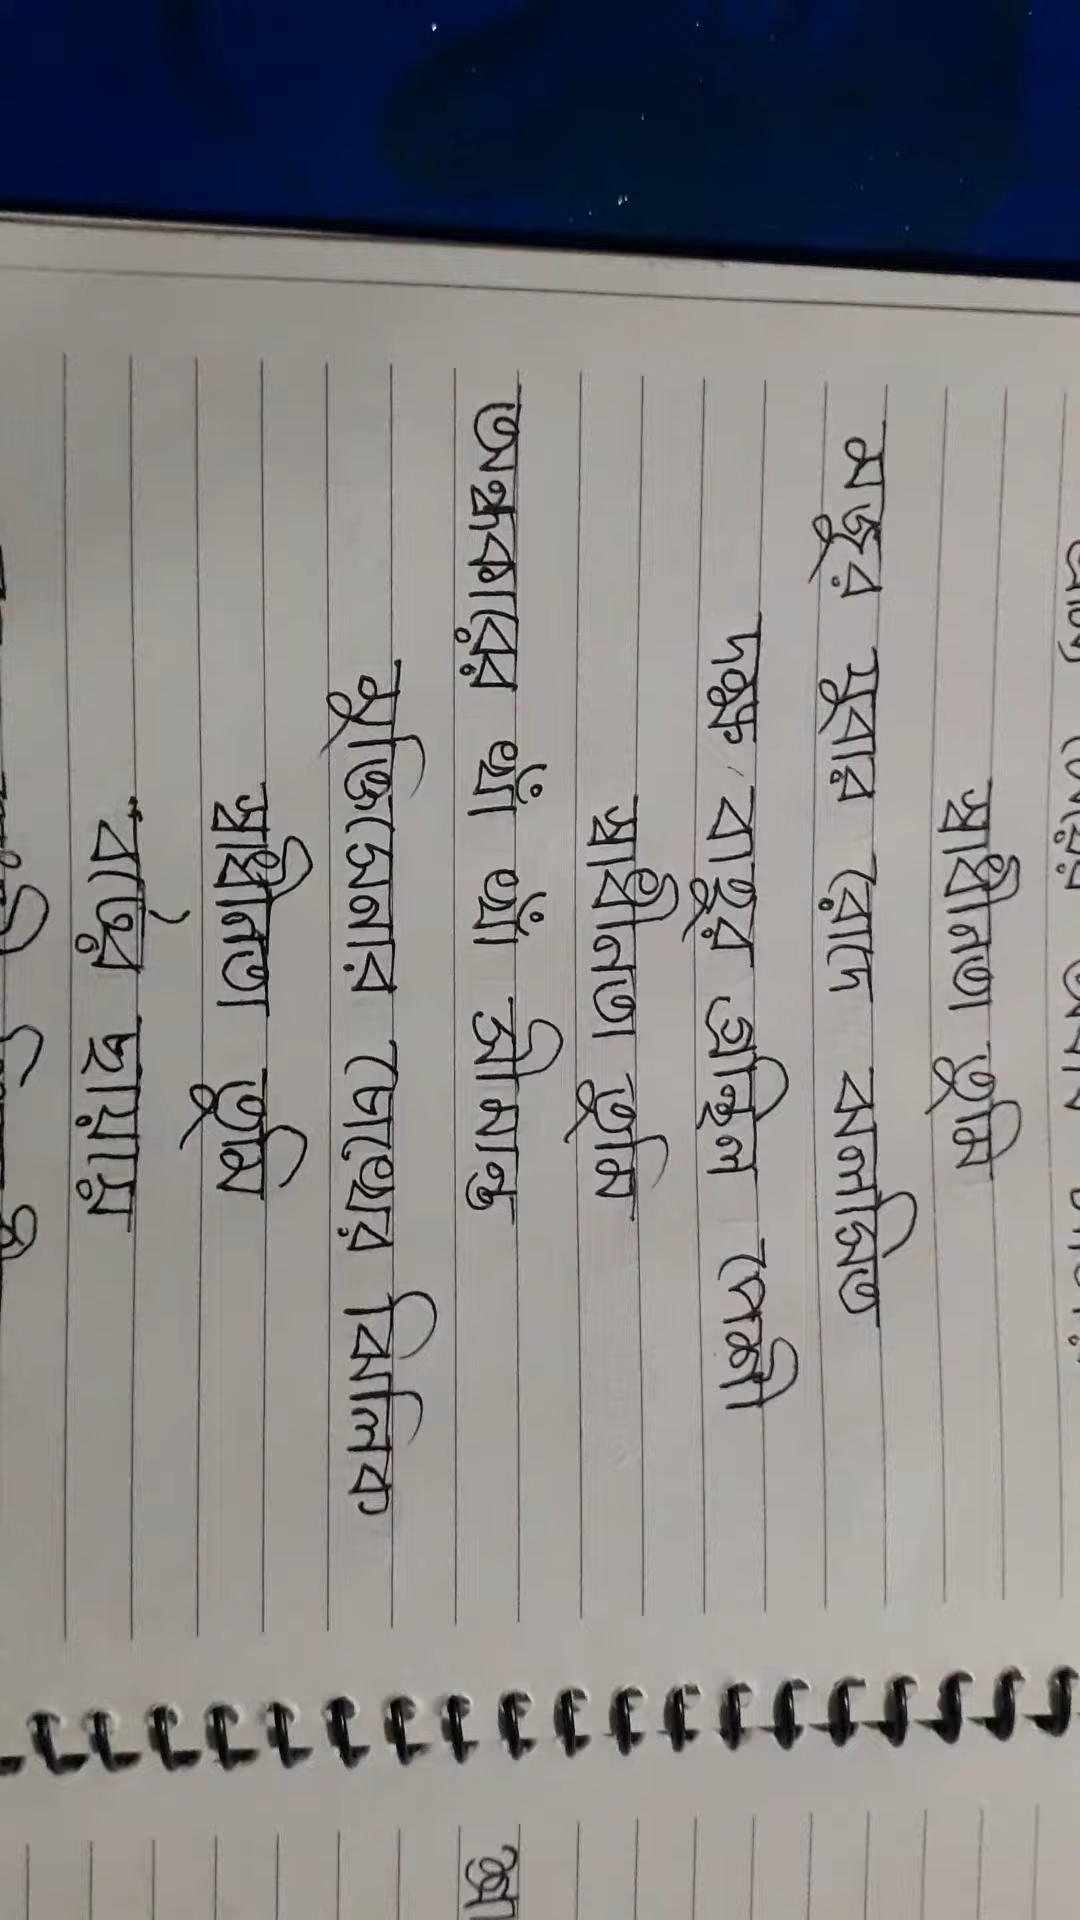 স্বাধীনতা তুমি
মজুর যুবার রোদে ঝলসিত
দক্ষ বাহুর গ্রন্থিল পেশী
স্বাধীনতা তুমি
অন্ধকারের খাঁ খাঁ সীমান্ত
মুক্তিসেনার চোখের ঝিলিক
স্বাধীনতা তুমি
বটের ছায়ায়